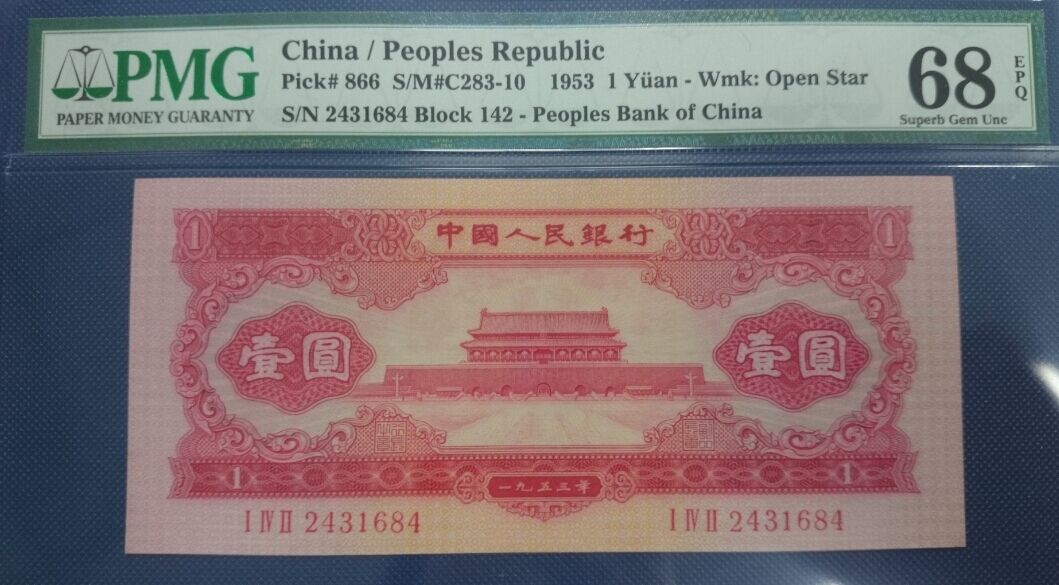 PMG
PAPER MONEY GUARANTY
China / Peoples Republic
Pick# 866 S/M#C283-10 1953 1 Yüan - Wmk: Open Star
S/N 2431684 Block 142 - Peoples Bank of China
68
EPQ
Superb Gem Unc
1 中國人民銀行 1
壹圓 壹圓
1 一九五三年 1
I IV II 2431684 I IV II 2431684